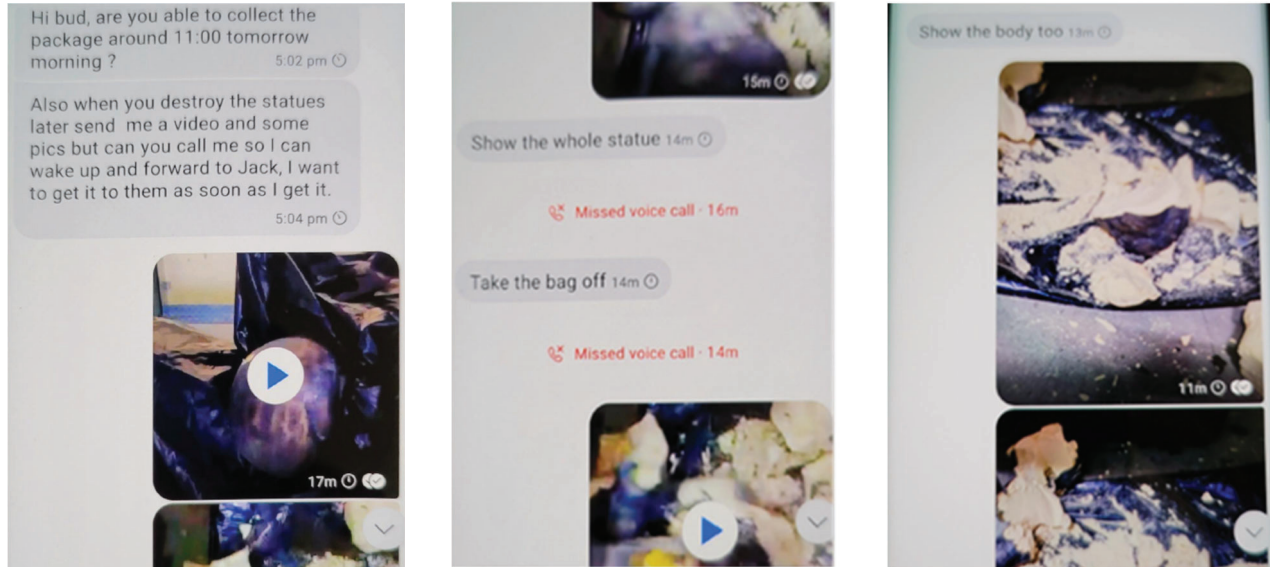 Hi bud, are you able to collect the
package around 11:00 tomorrow
morning ?
5:02 pm
Also when you destroy the statues
later send me a video and some
pics but can you call me so I can
wake up and forward to Jack, I want
to get it to them as soon as I get it.
5:04 pm
17m
15m
Show the whole statue 14m
Missed voice call · 16m
Take the bag off 14m
Missed voice call · 14m
Show the body too 13m
11m